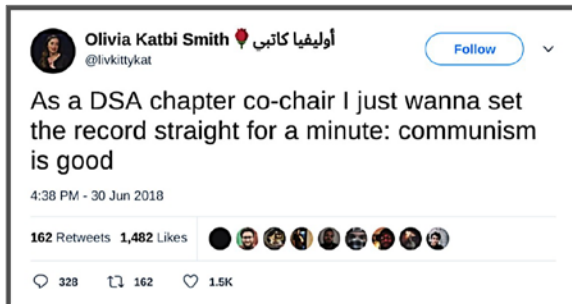 Olivia Katbi Smith🌹أوليفيا كاتبي
@livkittykat
Follow
As a DSA chapter co-chair I just wanna set
the record straight for a minute: communism
is good
4:38 PM - 30 Jun 2018
162 Retweets 1,482 Likes
328 162 1.5K